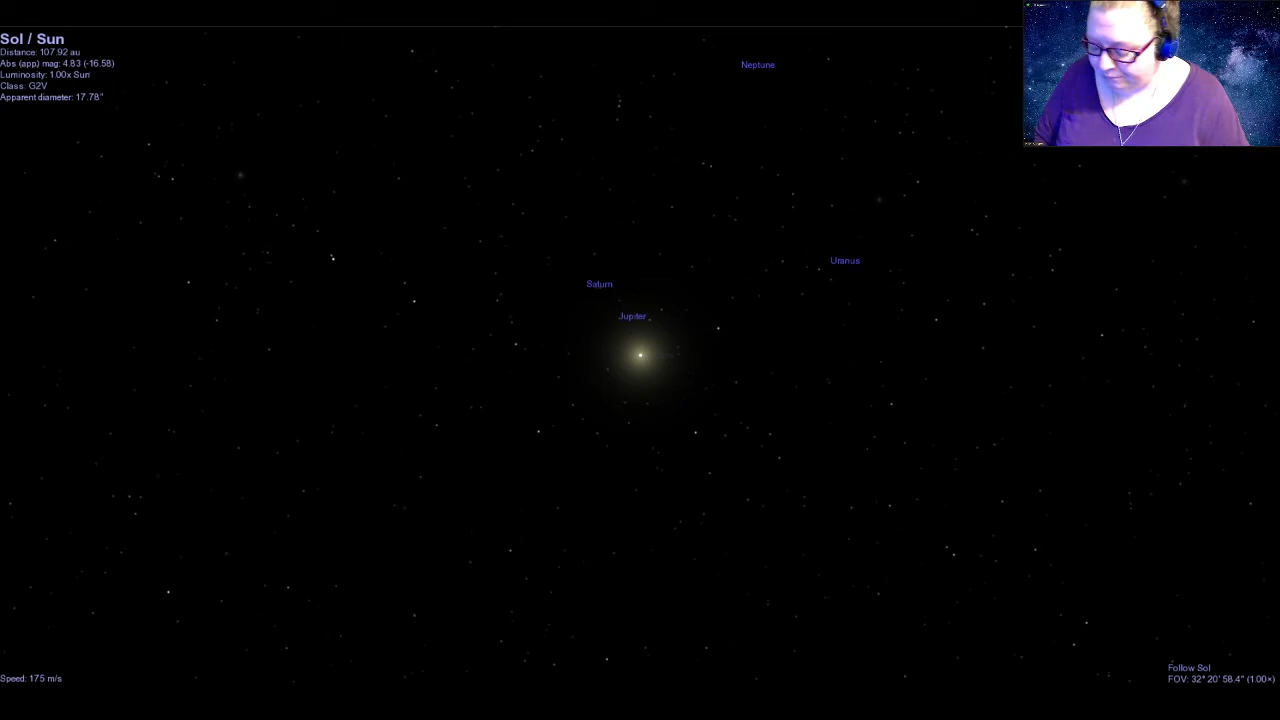 Sol / Sun
Distance: 107.92 au
Abs (app) mag: 4.83 (-16.58)
Luminosity: 1.00x Sun
Class: G2V
Apparent diameter: 17.78"
Neptune
Uranus
Saturn
Jupiter
Speed: 175 m/s
Follow Sol
FOV: 32° 20' 58.4" (1.00×)